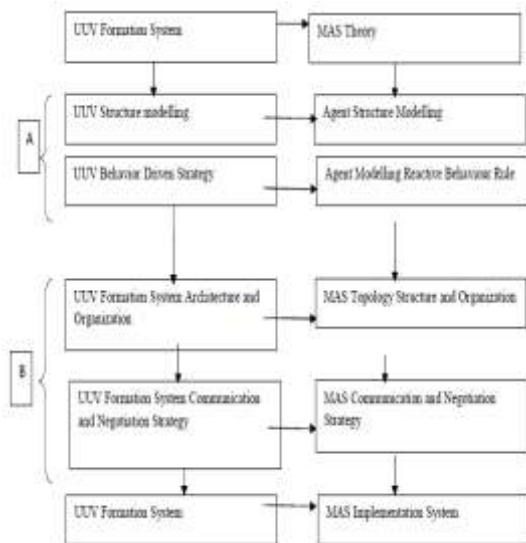 UUV Formation System
MAS Theory
A
UUV Structure modelling
Agent Structure Modelling
UUV Behavior Driven Strategy
Agent Modelling Reactive Behaviour Rule
B
UUV Formation System Architecture and
Organization
MAS Topology Structure and Organization
UUV Formation System Communication
and Negotiation Strategy
MAS Communication and Negotiation
Strategy
UUV Formation System
MAS Implementation System